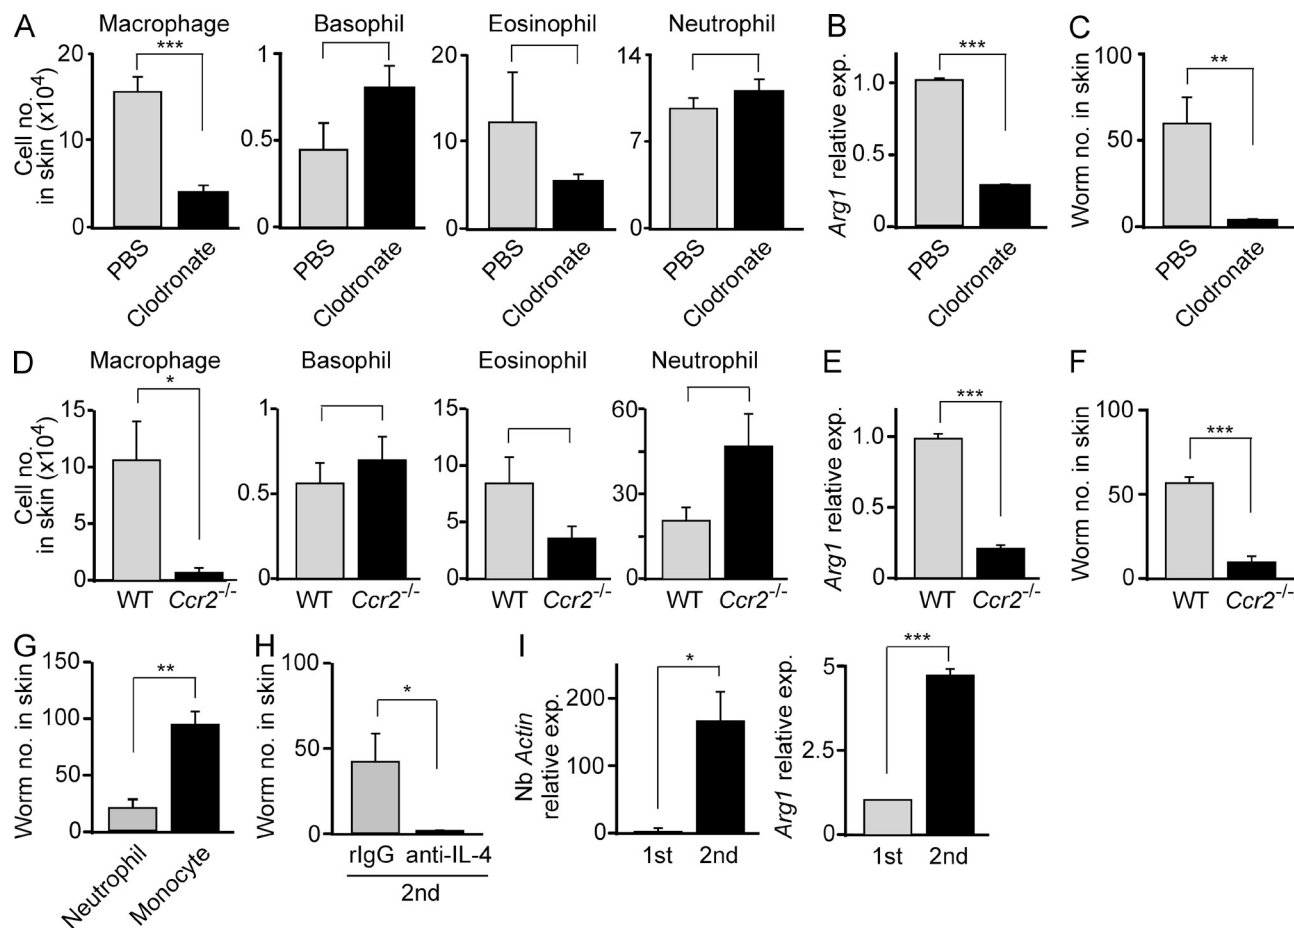 A
Macrophage
Basophil
Eosinophil
Neutrophil
Cell no.
in skin (x10⁴)
20
10
0
***
PBS
Clodronate
1
0.5
0
PBS
Clodronate
20
10
0
PBS
Clodronate
14
7
0
PBS
Clodronate
B
Arg1 relative exp.
1.0
0.5
0
***
PBS
Clodronate
C
Worm no. in skin
100
50
0
**
PBS
Clodronate
D
Macrophage
Basophil
Eosinophil
Neutrophil
Cell no.
in skin (x10⁴)
15
10
5
0
*
WT Ccr2⁻/⁻
1
0.5
0
WT Ccr2⁻/⁻
15
10
5
0
WT Ccr2⁻/⁻
60
30
0
WT Ccr2⁻/⁻
E
Arg1 relative exp.
1.0
0.5
0
***
WT Ccr2⁻/⁻
F
Worm no. in skin
100
50
0
***
WT Ccr2⁻/⁻
G
Worm no. in skin
150
100
50
0
**
Neutrophil
Monocyte
H
Worm no. in skin
100
50
0
*
rIgG anti-IL-4
2nd
I
Nb Actin
relative exp.
200
100
0
*
1st 2nd
Arg1 relative exp.
5
2.5
0
***
1st 2nd